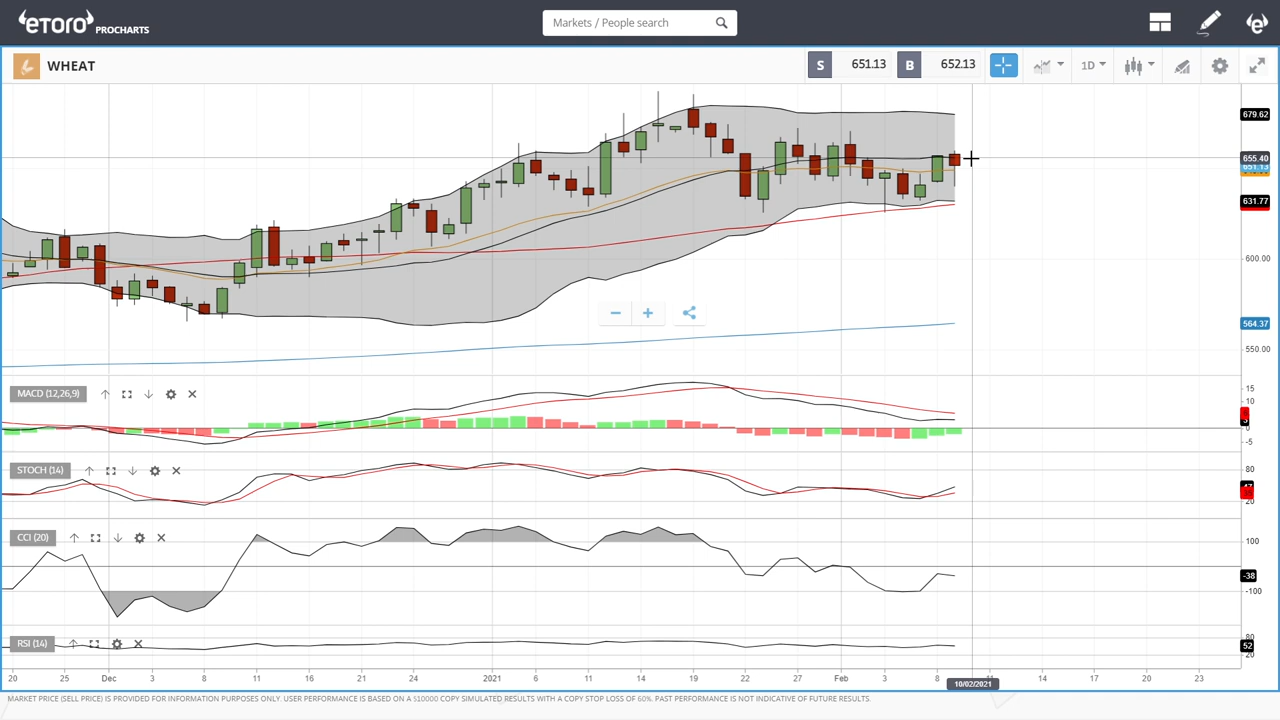 eToro PROCHARTS
Markets / People search
WHEAT
S 651.13 B 652.13
1D
679.62
655.40
651.13
631.77
600.00
564.37
550.00
MACD (12,26,9)
15
10
0
-5
STOCH (14)
80
20
CCI (20)
100
-38
-100
RSI (14)
80
52
20
20 25 Dec 3 8 11 16 21 24 2021 6 11 14 19 22 27 Feb 3 8 11 14 17 20 23
10/02/2021
MARKET PRICE (SELL PRICE) IS PROVIDED FOR INFORMATION PURPOSES ONLY. USER PERFORMANCE IS BASED ON A $10000 COPY SIMULATED RESULTS WITH A COPY STOP LOSS OF 60%. PAST PERFORMANCE IS NOT INDICATIVE OF FUTURE RESULTS.